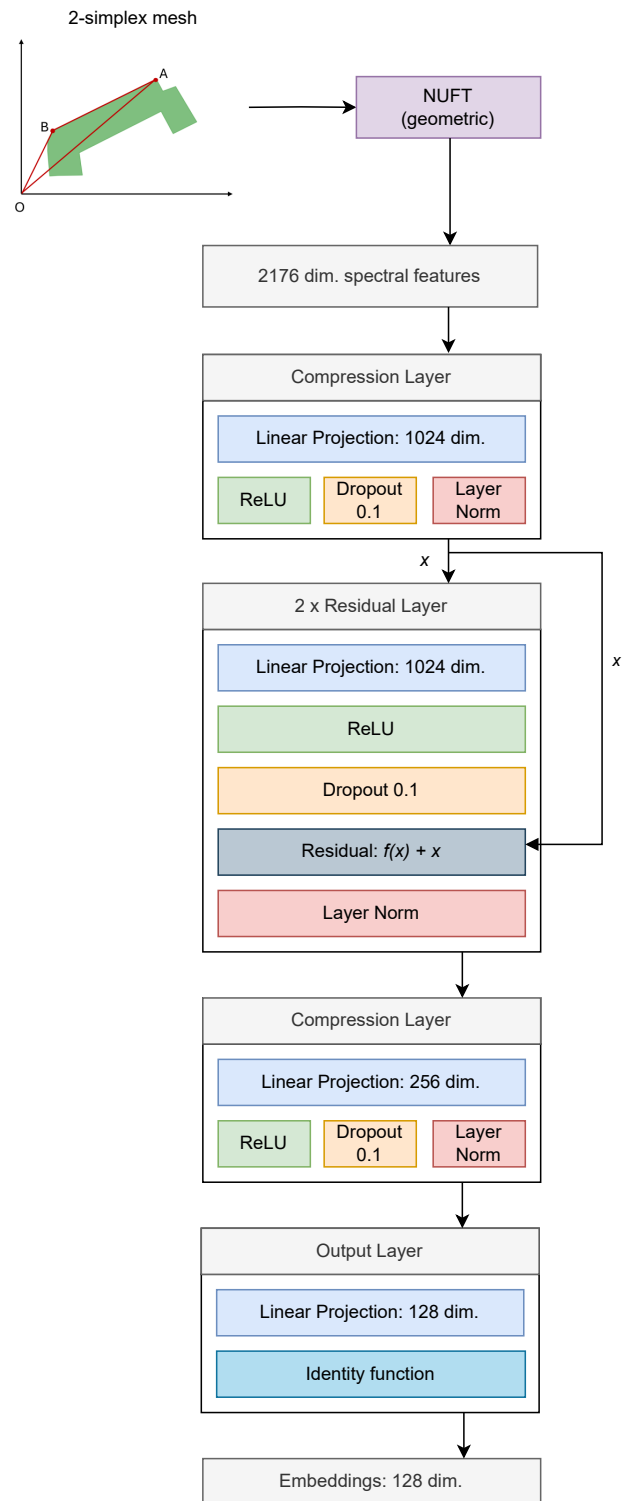 2-simplex mesh
A
B
O
NUFT
(geometric)
2176 dim. spectral features
Compression Layer
Linear Projection: 1024 dim.
ReLU
Dropout
0.1
Layer
Norm
x
2 x Residual Layer
Linear Projection: 1024 dim.
x
ReLU
Dropout 0.1
Residual: f(x) + x
Layer Norm
Compression Layer
Linear Projection: 256 dim.
ReLU
Dropout
0.1
Layer
Norm
Output Layer
Linear Projection: 128 dim.
Identity function
Embeddings: 128 dim.